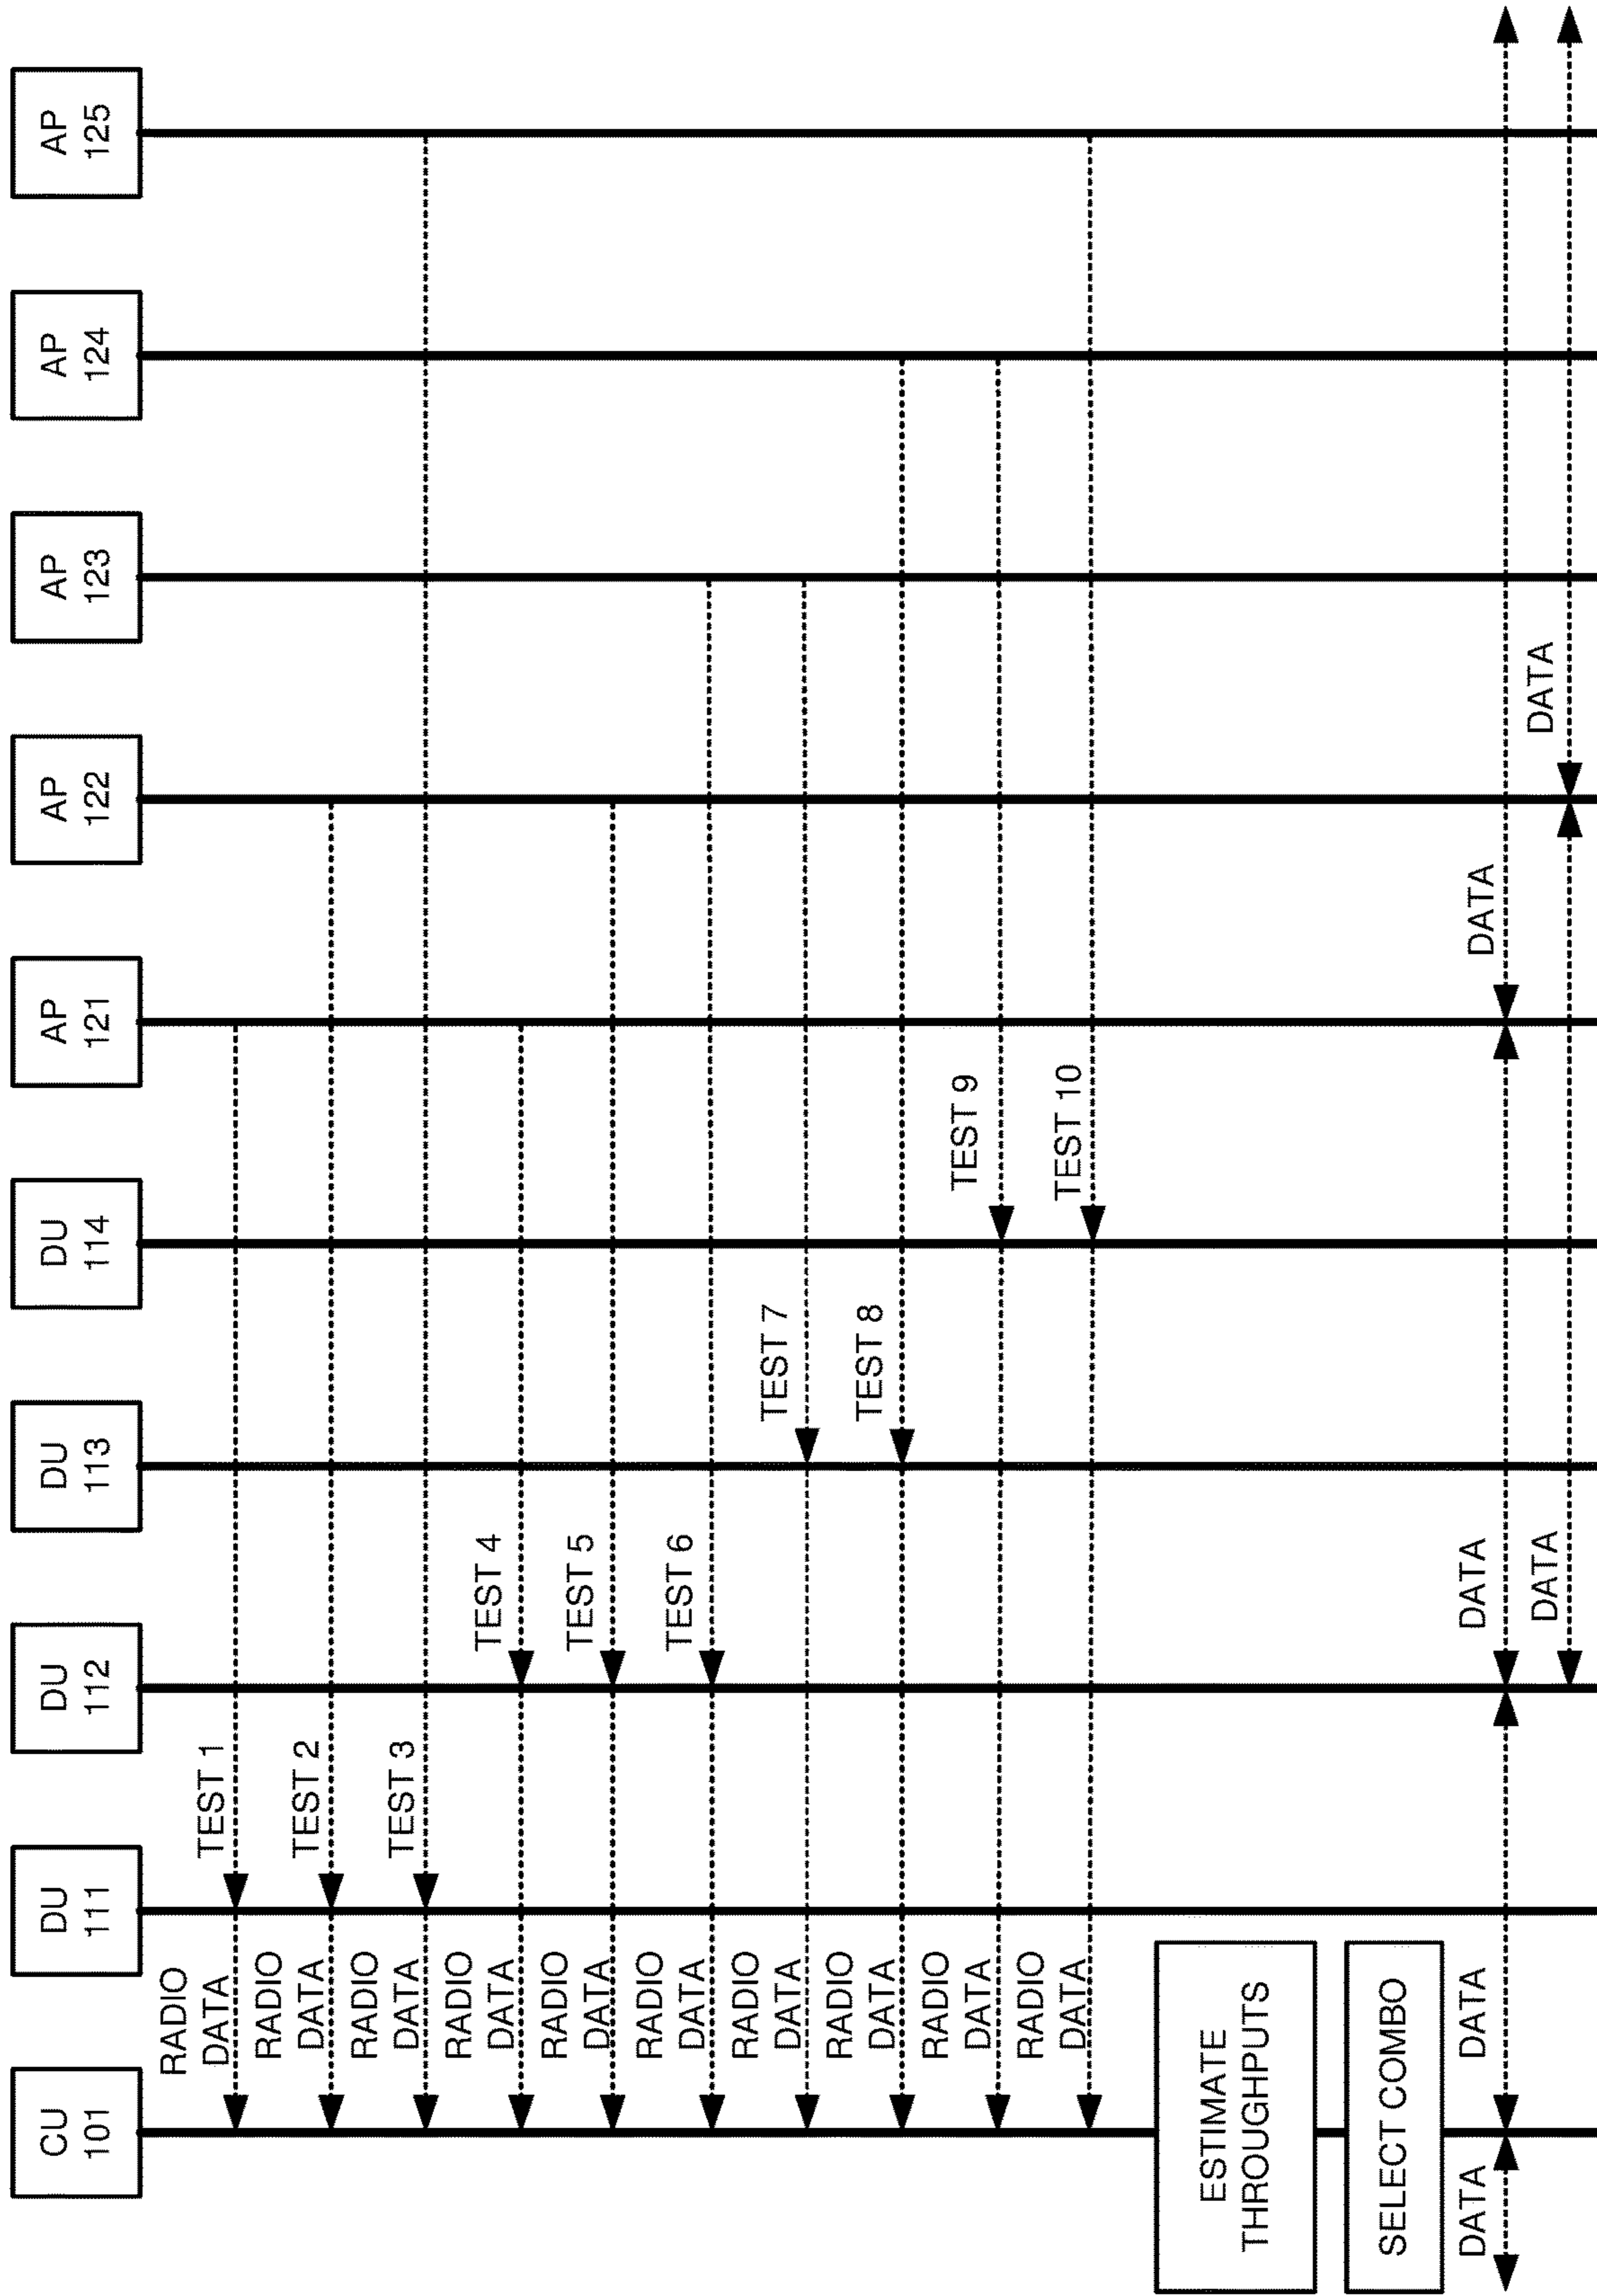 CU
101
DU
111
DU
112
DU
113
DU
114
AP
121
AP
122
AP
123
AP
124
AP
125
RADIO
DATA
TEST 1
RADIO
DATA
TEST 2
RADIO
DATA
TEST 3
RADIO
DATA
TEST 4
RADIO
DATA
TEST 5
RADIO
DATA
TEST 6
RADIO
DATA
TEST 7
RADIO
DATA
TEST 8
RADIO
DATA
TEST 9
RADIO
DATA
TEST 10
ESTIMATE
THROUGHPUTS
SELECT COMBO
DATA
DATA
DATA
DATA
DATA
DATA